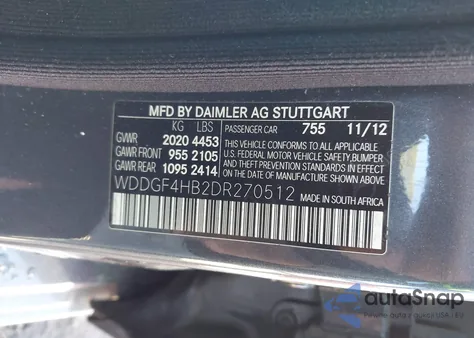 MFD BY DAIMLER AG STUTTGART
KG LBS
GVWR 2020 4453
GAWR FRONT 955 2105
GAWR REAR 1095 2414
PASSENGER CAR 755 11/12
THIS VEHICLE CONFORMS TO ALL APPLICABLE
U.S. FEDERAL MOTOR VEHICLE SAFETY, BUMPER
AND THEFT PREVENTION STANDARDS IN EFFECT
ON THE DATE OF MANUFACTURE SHOWN ABOVE
WDDGF4HB2DR270512
MADE IN SOUTH AFRICA
autoSnap